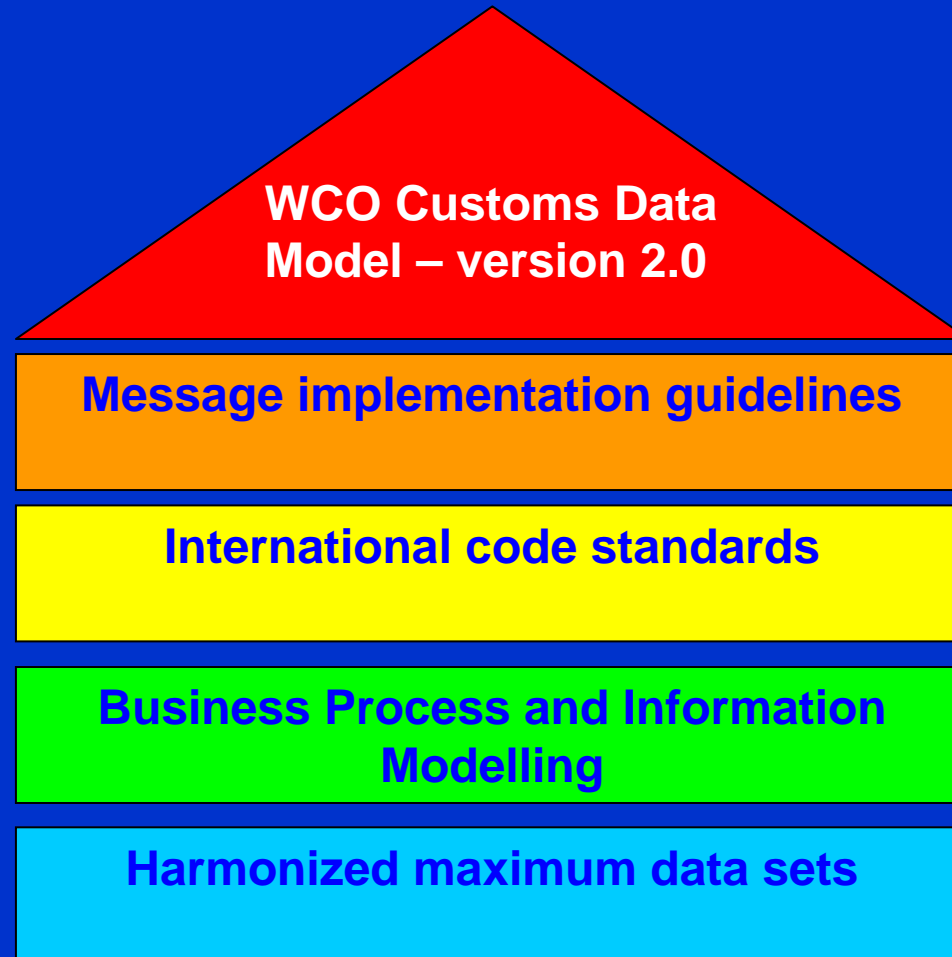 WCO Customs Data
Model – version 2.0
Message implementation guidelines
International code standards
Business Process and Information
Modelling
Harmonized maximum data sets